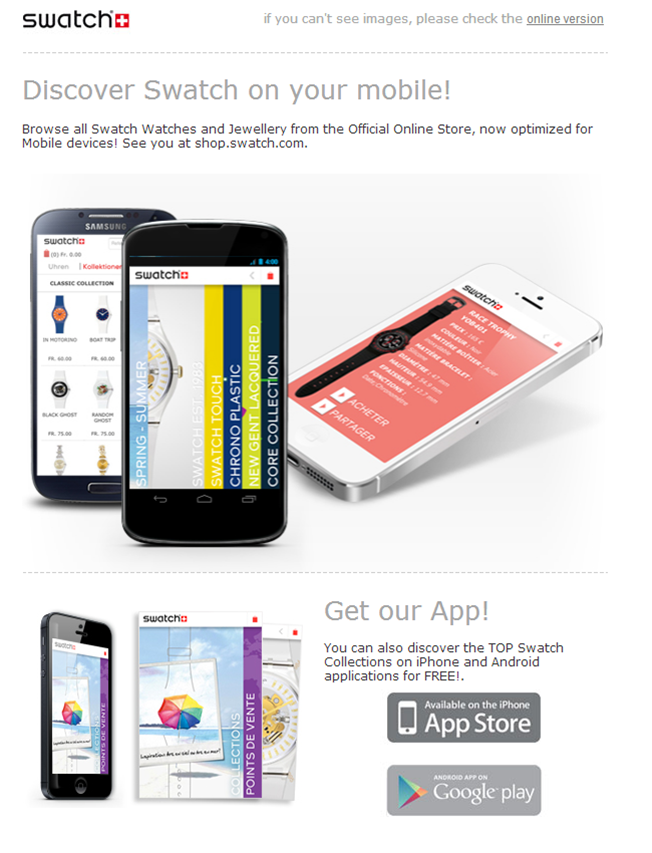 swatch
if you can't see images, please check the online version
Discover Swatch on your mobile!
Browse all Swatch Watches and Jewellery from the Official Online Store, now optimized for
Mobile devices! See you at shop.swatch.com.
SAMSUNG
swatch
(0) Fr. 0.00
Uhren | Kollektionen
CLASSIC COLLECTION
IN MOTORINO
BOAT TRIP
FR. 60.00
FR. 60.00
BLACK GHOST
RANDOM
GHOST
FR. 75.00
FR. 75.00
4:00
swatch
SPRING - SUMMER
SWATCH EST. 1984
SWATCH TOUCH
CHRONO PLASTIC
NEW GENT LACQUERED
CORE COLLECTION
swatch
RACE TROPHY
YOB401
PRIX :
COULEUR :
MATIÈRE BOÎTIER :
MATIÈRE BRACELET :
DIAMÈTRE :
ÉPAISSEUR :
FONCTIONS :
ACHETER
PARTAGER
swatch
POINTS DE VENTE
swatch
COLLECTIONS
POINTS DE VENTE
Get our App!
You can also discover the TOP Swatch
Collections on iPhone and Android
applications for FREE!.
Available on the iPhone
App Store
ANDROID APP ON
Google play